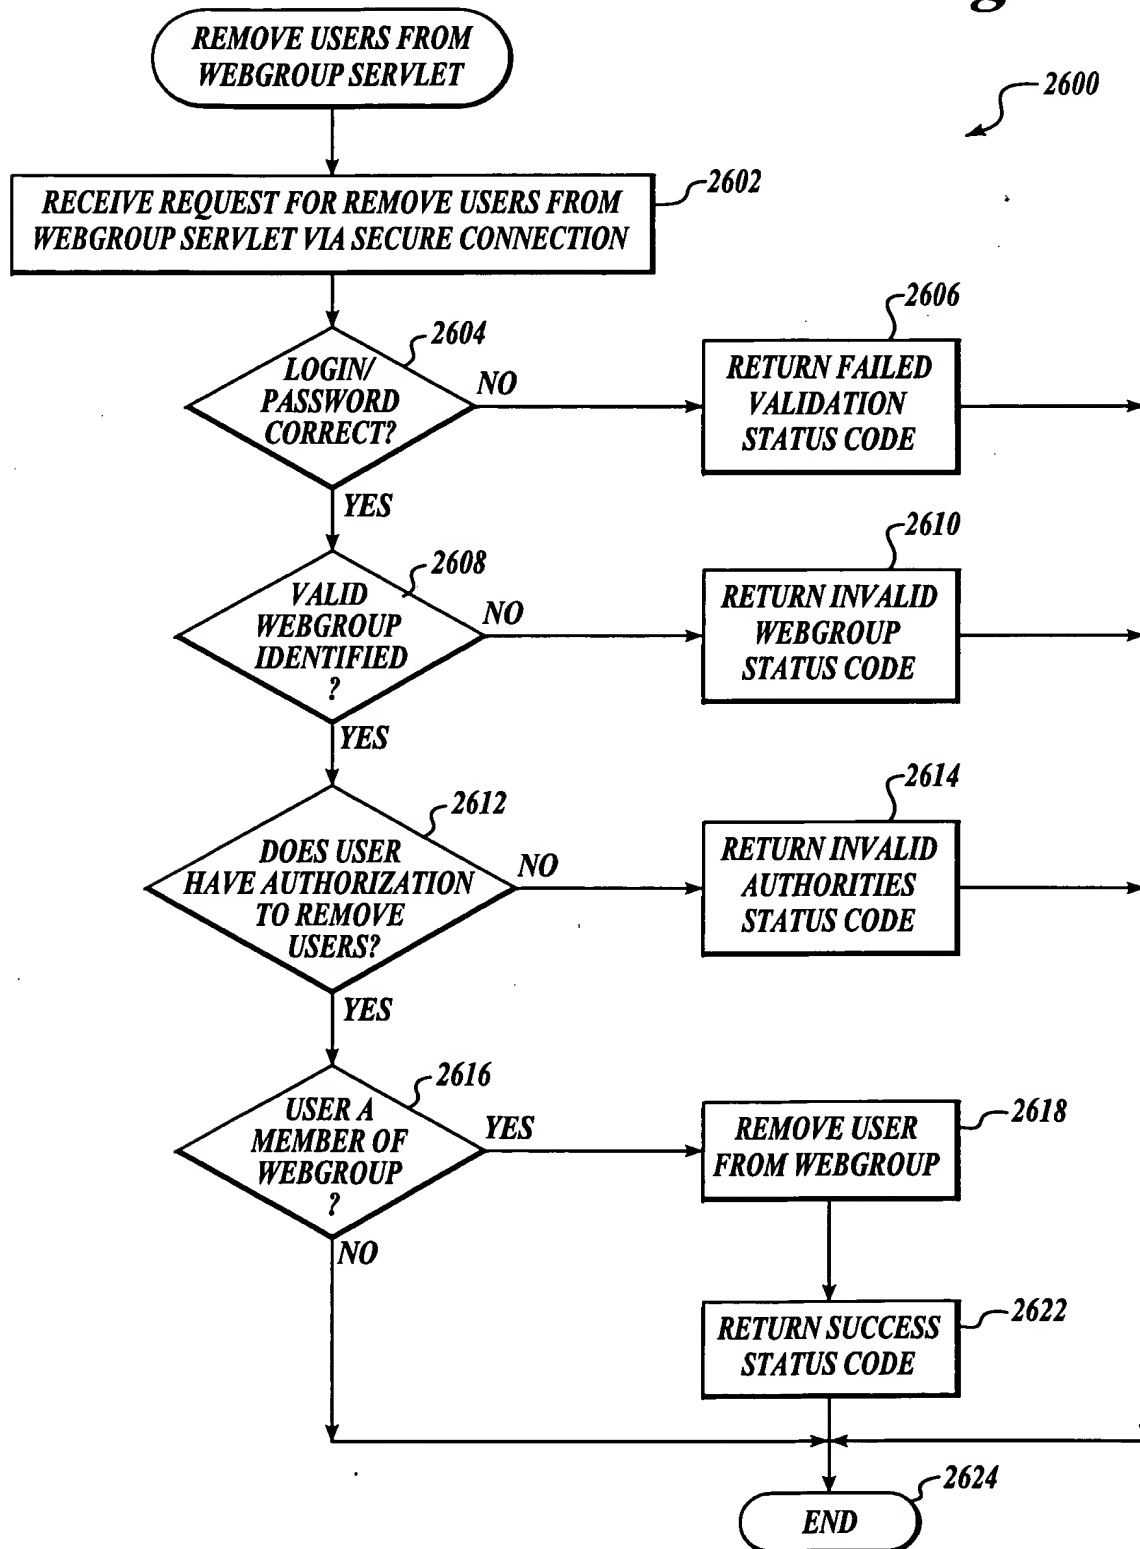 REMOVE USERS FROM
WEBGROUP SERVLET
2600
2602
RECEIVE REQUEST FOR REMOVE USERS FROM
WEBGROUP SERVLET VIA SECURE CONNECTION
2604
LOGIN/
PASSWORD
CORRECT?
NO
2606
RETURN FAILED
VALIDATION
STATUS CODE
YES
2608
VALID
WEBGROUP
IDENTIFIED
?
NO
2610
RETURN INVALID
WEBGROUP
STATUS CODE
YES
2612
DOES USER
HAVE AUTHORIZATION
TO REMOVE
USERS?
NO
2614
RETURN INVALID
AUTHORITIES
STATUS CODE
YES
2616
USER A
MEMBER OF
WEBGROUP
?
YES
2618
REMOVE USER
FROM WEBGROUP
NO
2622
RETURN SUCCESS
STATUS CODE
2624
END